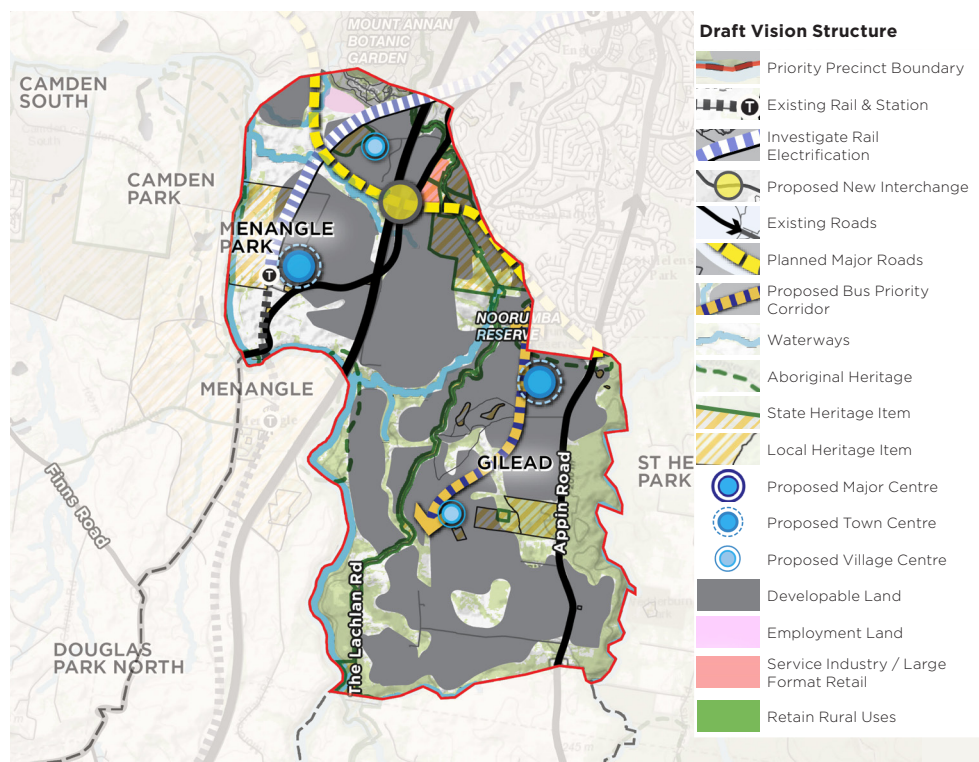 MOUNT ANNAN
BOTANIC
GARDEN
CAMDEN
SOUTH
CAMDEN
PARK
MENANGLE
PARK
T
NOORUMBA
RESERVE
MENANGLE
T
GILEAD
ST HE
PARK
Appin Road
Finns Road
The Lachlan Rd
DOUGLAS
PARK NORTH
245 m
Draft Vision Structure
Priority Precinct Boundary
T
Existing Rail & Station
Investigate Rail
Electrification
Proposed New Interchange
Existing Roads
Planned Major Roads
Proposed Bus Priority
Corridor
Waterways
Aboriginal Heritage
State Heritage Item
Local Heritage Item
Proposed Major Centre
Proposed Town Centre
Proposed Village Centre
Developable Land
Employment Land
Service Industry / Large
Format Retail
Retain Rural Uses